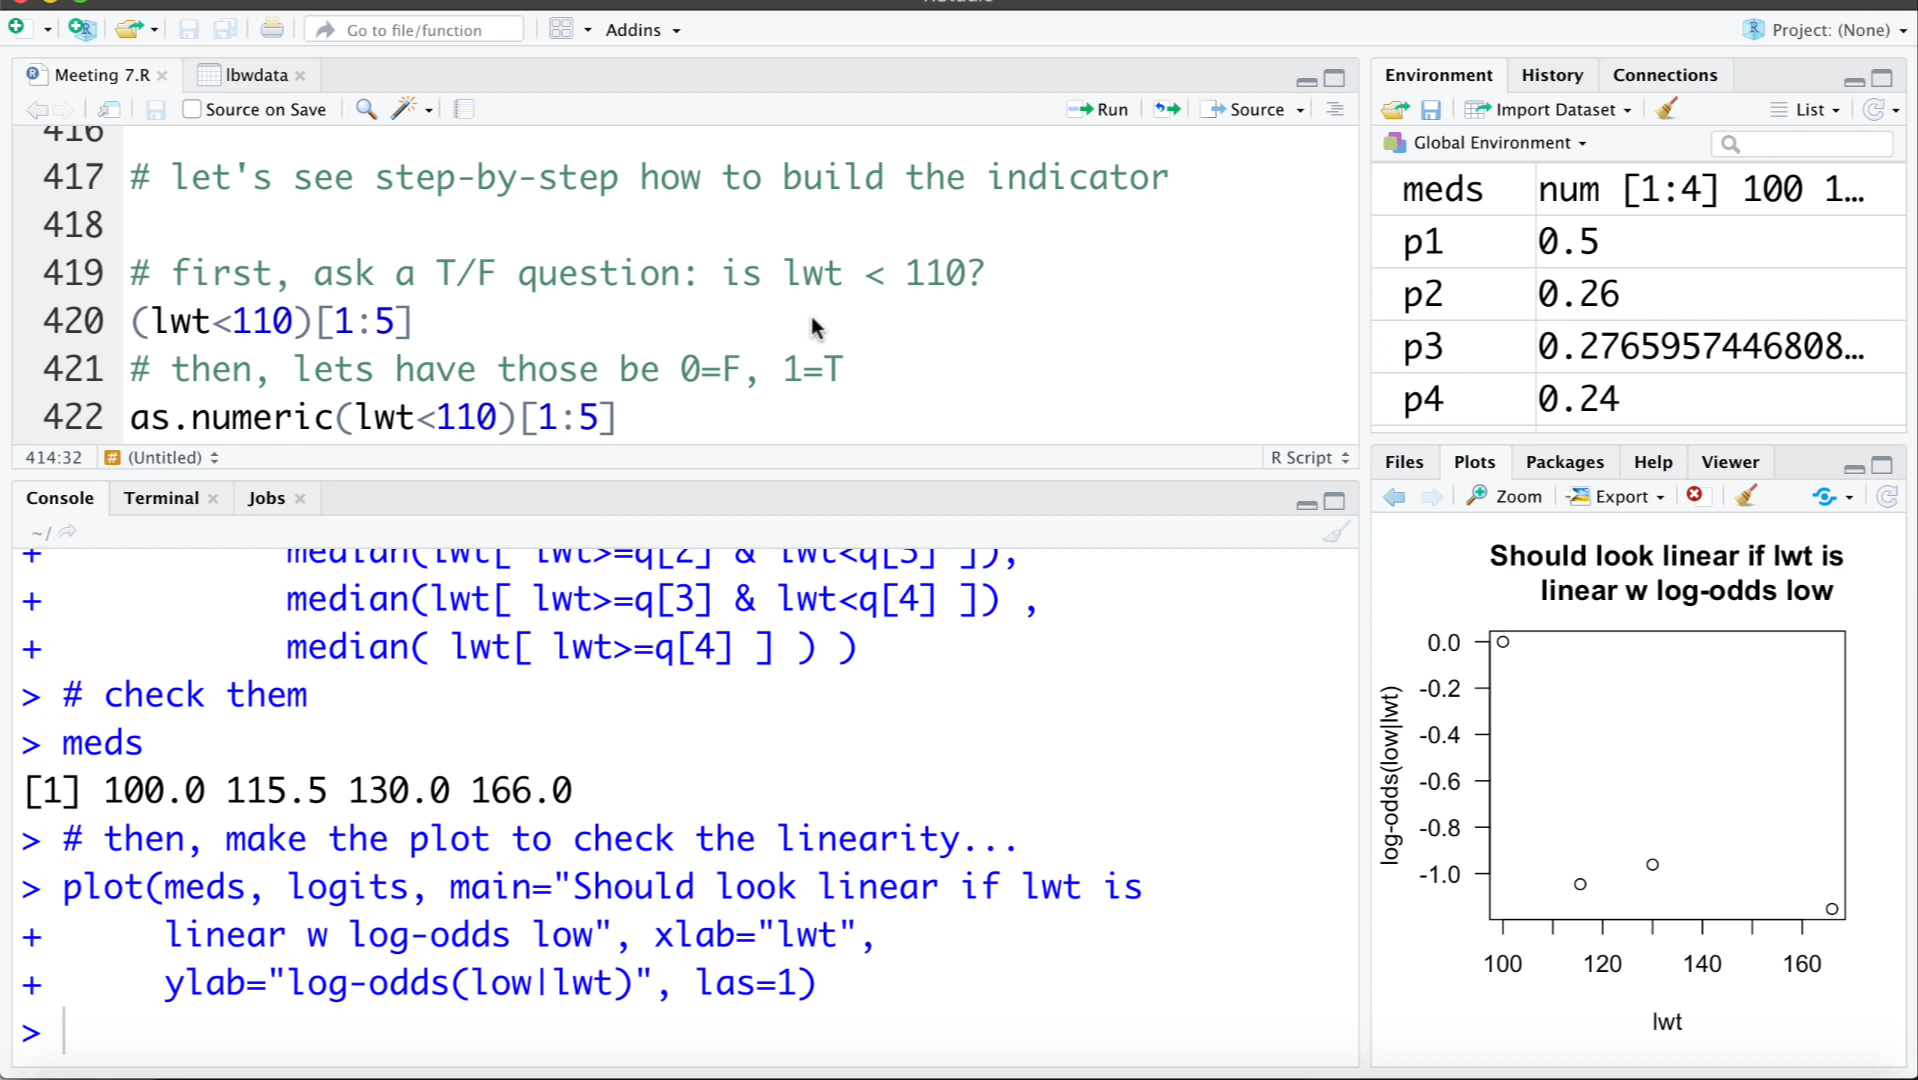 Go to file/function
Addins
Project: (None)
Meeting 7.R
lbwdata
Source on Save
Run
Source
416
417 # let's see step-by-step how to build the indicator
418
419 # first, ask a T/F question: is lwt < 110?
420 (lwt<110)[1:5]
421 # then, lets have those be 0=F, 1=T
422 as.numeric(lwt<110)[1:5]
414:32 # (Untitled) R Script
Console Terminal Jobs
~/
+ median(lwt[ lwt>=q[2] & lwt<q[3] ]),
+ median(lwt[ lwt>=q[3] & lwt<q[4] ]) ,
+ median( lwt[ lwt>=q[4] ] ) )
> # check them
> meds
[1] 100.0 115.5 130.0 166.0
> # then, make the plot to check the linearity...
> plot(meds, logits, main="Should look linear if lwt is
+ linear w log-odds low", xlab="lwt",
+ ylab="log-odds(low|lwt)", las=1)
>
Environment History Connections
Import Dataset List
Global Environment
meds num [1:4] 100 1…
p1 0.5
p2 0.26
p3 0.2765957446808…
p4 0.24
Files Plots Packages Help Viewer
Zoom Export
Should look linear if lwt is
linear w log-odds low
log-odds(low|lwt)
0.0
-0.2
-0.4
-0.6
-0.8
-1.0
100 120 140 160
lwt